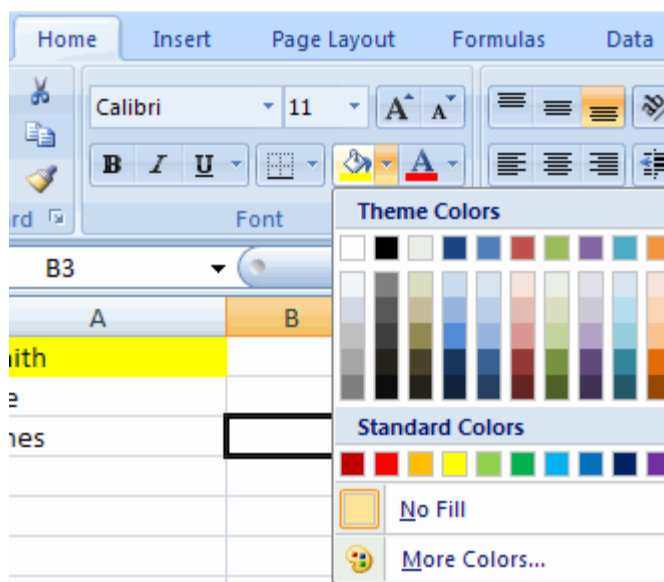 Home Insert Page Layout Formulas Data
Calibri 11 A A
B I U A
rd Font
Theme Colors
B3
A B
ith
e
nes
Standard Colors
No Fill
More Colors...